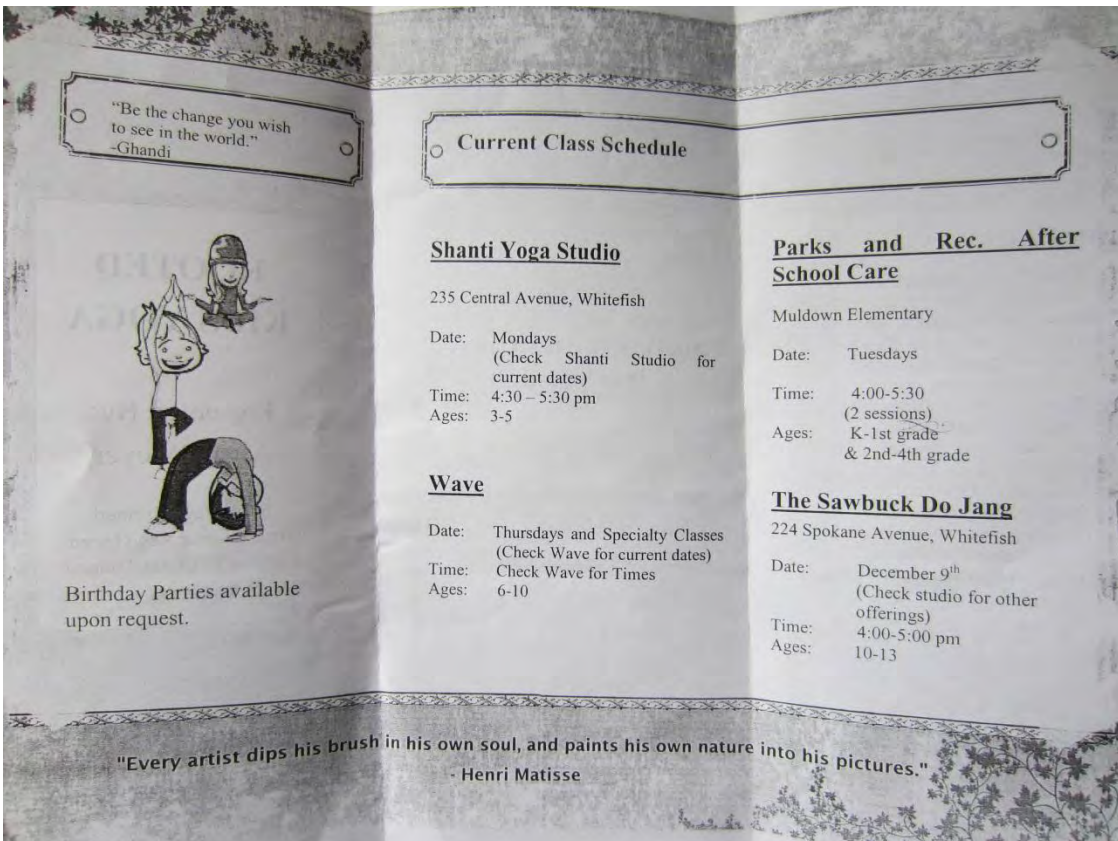 "Be the change you wish
to see in the world."
-Ghandi
Birthday Parties available
upon request.
Current Class Schedule
Shanti Yoga Studio
235 Central Avenue, Whitefish
Date: Mondays
(Check Shanti Studio for
current dates)
Time: 4:30 – 5:30 pm
Ages: 3-5
Wave
Date: Thursdays and Specialty Classes
(Check Wave for current dates)
Time: Check Wave for Times
Ages: 6-10
Parks and Rec. After
School Care
Muldown Elementary
Date: Tuesdays
Time: 4:00-5:30
(2 sessions)
Ages: K-1st grade
& 2nd-4th grade
The Sawbuck Do Jang
224 Spokane Avenue, Whitefish
Date: December 9th
(Check studio for other
offerings)
Time: 4:00-5:00 pm
Ages: 10-13
"Every artist dips his brush in his own soul, and paints his own nature into his pictures."
- Henri Matisse